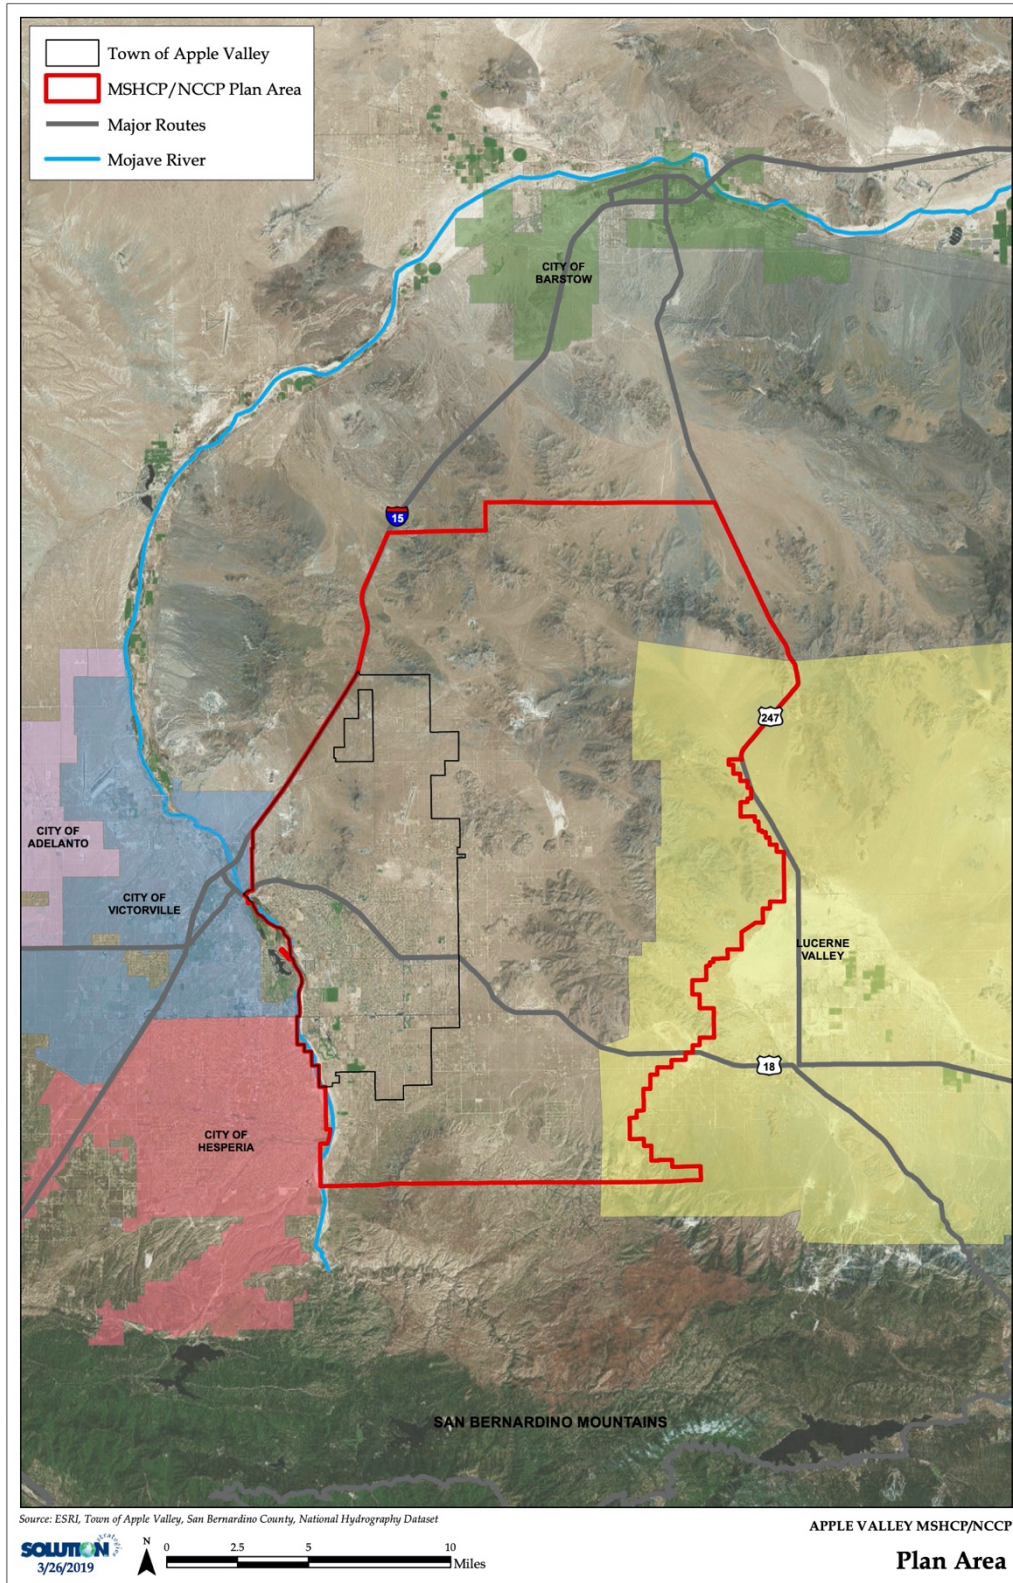 Town of Apple Valley
MSHCP/NCCP Plan Area
Major Routes
Mojave River
CITY OF
BARSTOW
15
247
CITY OF
ADELANTO
CITY OF
VICTORVILLE
LUCERNE
VALLEY
18
CITY OF
HESPERIA
SAN BERNARDINO MOUNTAINS
Source: ESRI, Town of Apple Valley, San Bernardino County, National Hydrography Dataset
APPLE VALLEY MSHCP/NCCP
Plan Area
SOLUTION strategies
3/26/2019
N
0 2.5 5 10
Miles